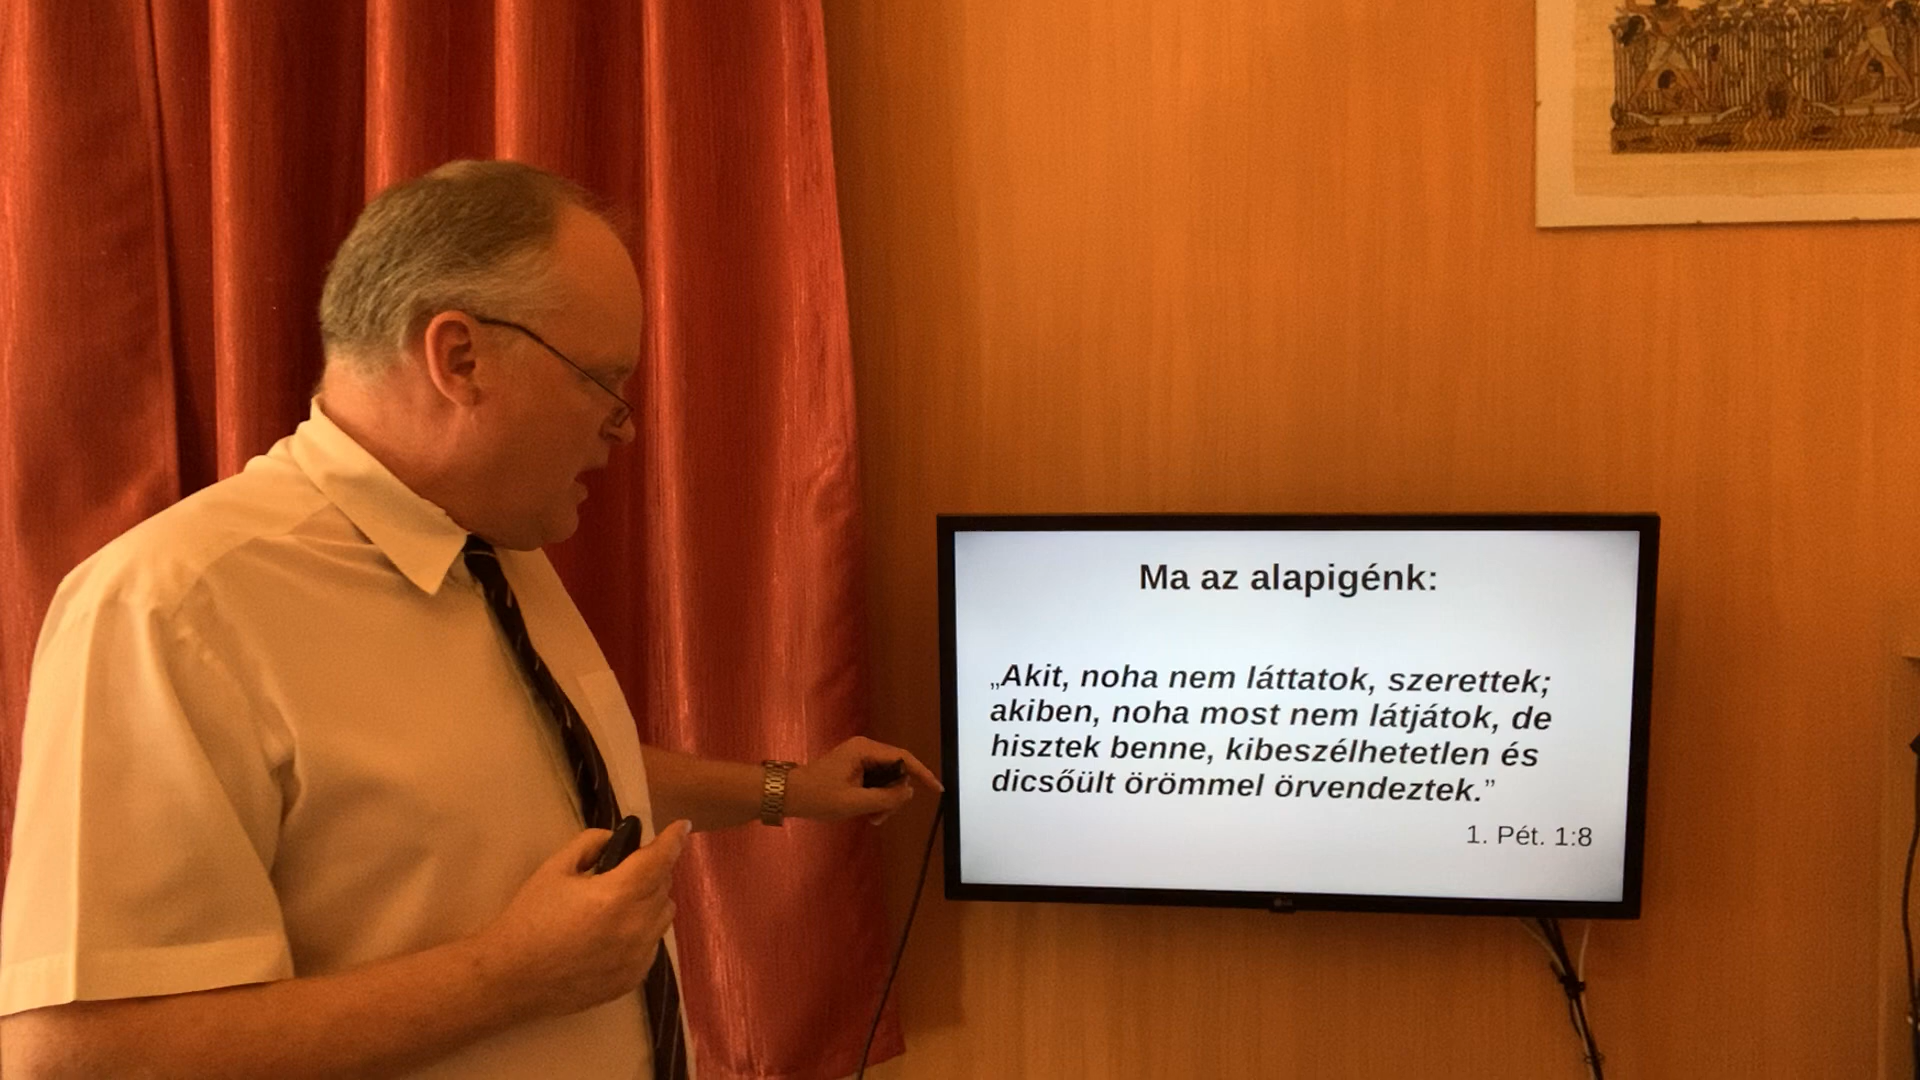 Ma az alapigénk:
„Akit, noha nem láttatok, szerettek;
akiben, noha most nem látjátok, de
hisztek benne, kibeszélhetetlen és
dicsőült örömmel örvendeztek.”
1. Pét. 1:8
LG